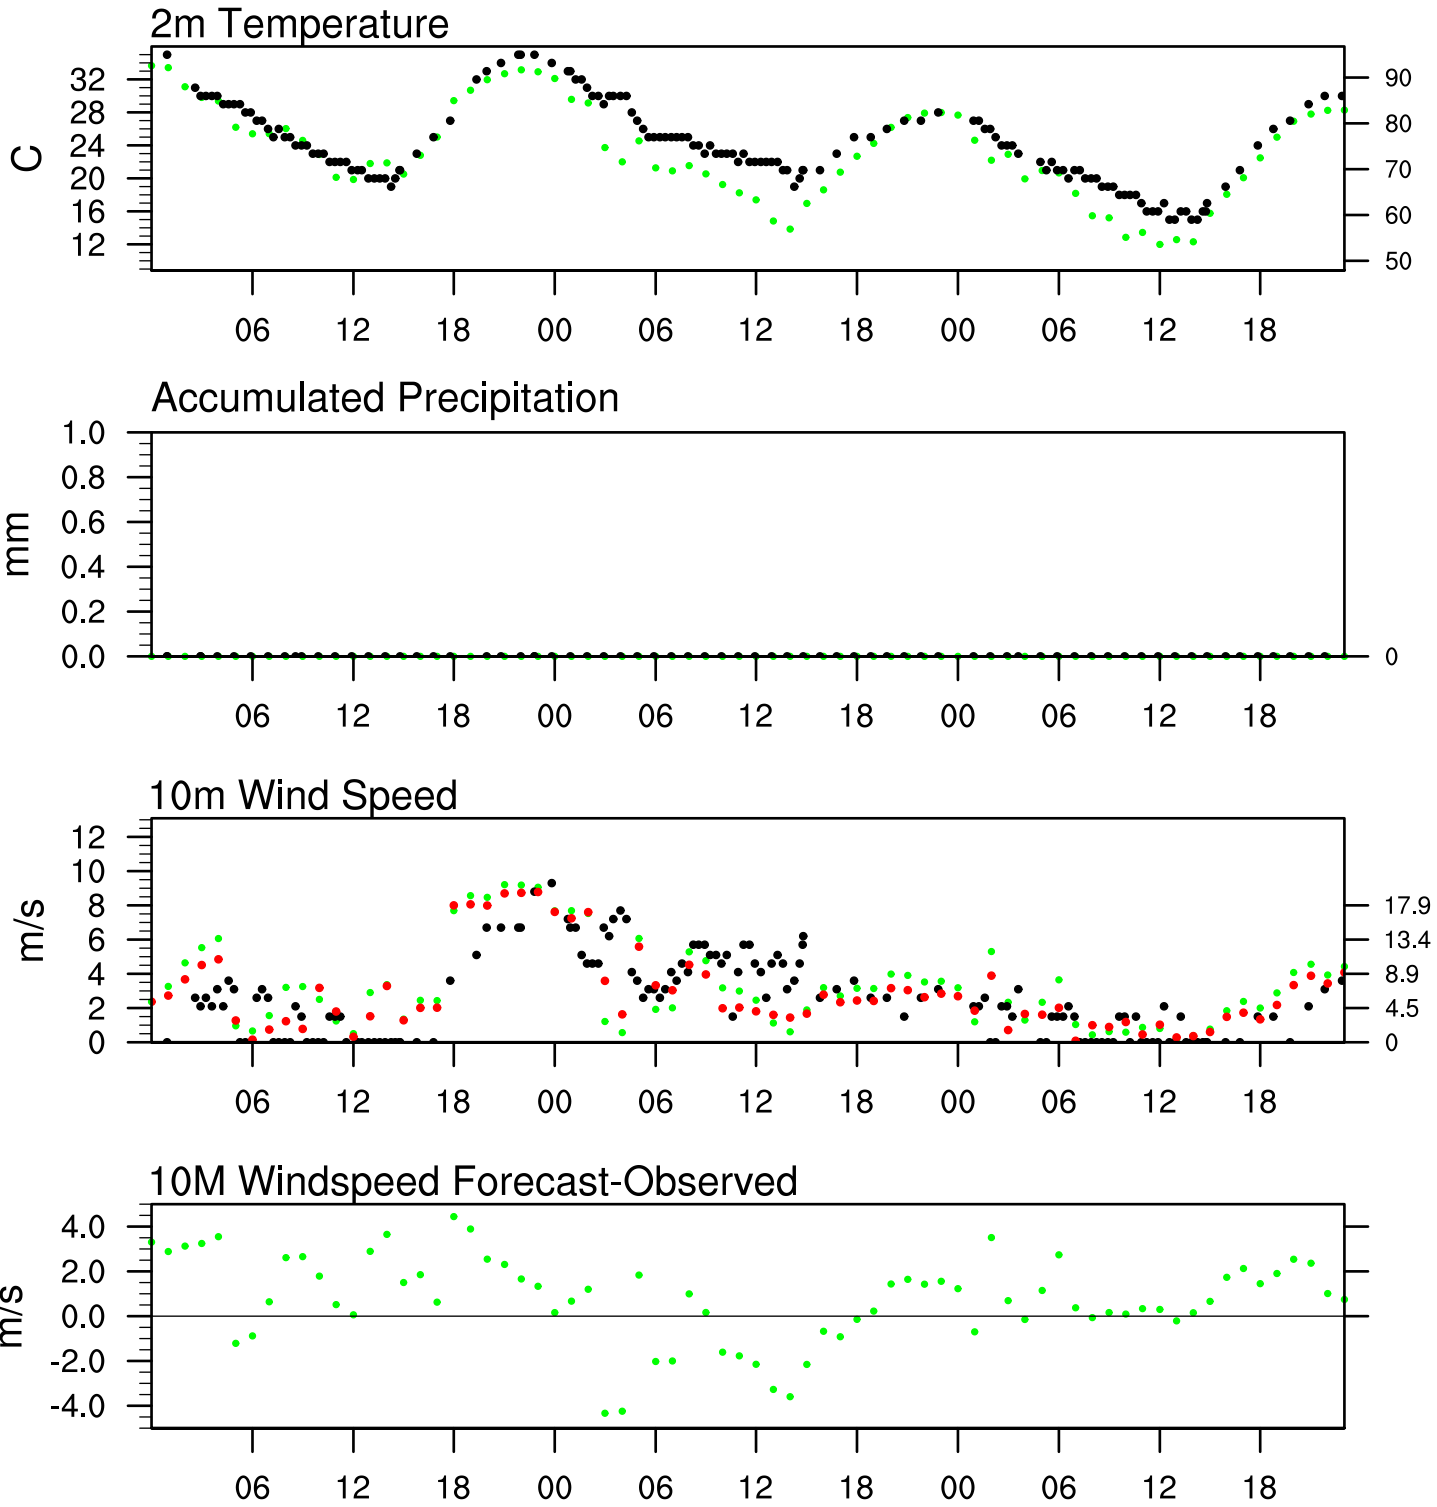 2m Temperature
C
32
28
24
20
16
12
90
80
70
60
50
06 12 18 00 06 12 18 00 06 12 18
Accumulated Precipitation
mm
1.0
0.8
0.6
0.4
0.2
0.0
0
06 12 18 00 06 12 18 00 06 12 18
10m Wind Speed
m/s
12
10
8
6
4
2
0
17.9
13.4
8.9
4.5
0
06 12 18 00 06 12 18 00 06 12 18
10M Windspeed Forecast-Observed
m/s
4.0
2.0
0.0
-2.0
-4.0
06 12 18 00 06 12 18 00 06 12 18